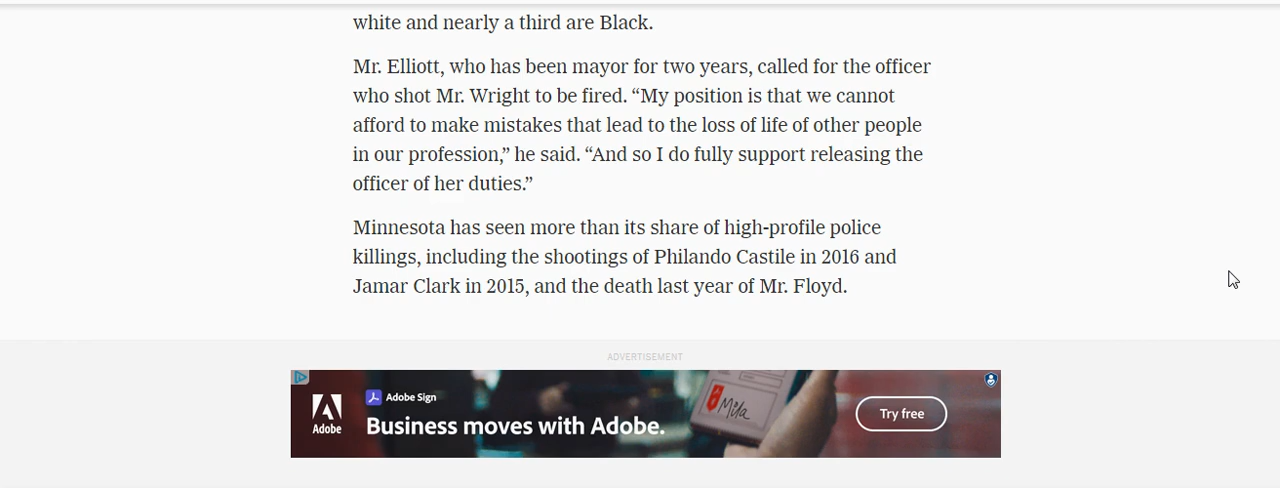 white and nearly a third are Black.
Mr. Elliott, who has been mayor for two years, called for the officer
who shot Mr. Wright to be fired. “My position is that we cannot
afford to make mistakes that lead to the loss of life of other people
in our profession,” he said. “And so I do fully support releasing the
officer of her duties.”
Minnesota has seen more than its share of high-profile police
killings, including the shootings of Philando Castile in 2016 and
Jamar Clark in 2015, and the death last year of Mr. Floyd.
ADVERTISEMENT
Adobe Sign
Adobe
Business moves with Adobe.
Mila
Try free